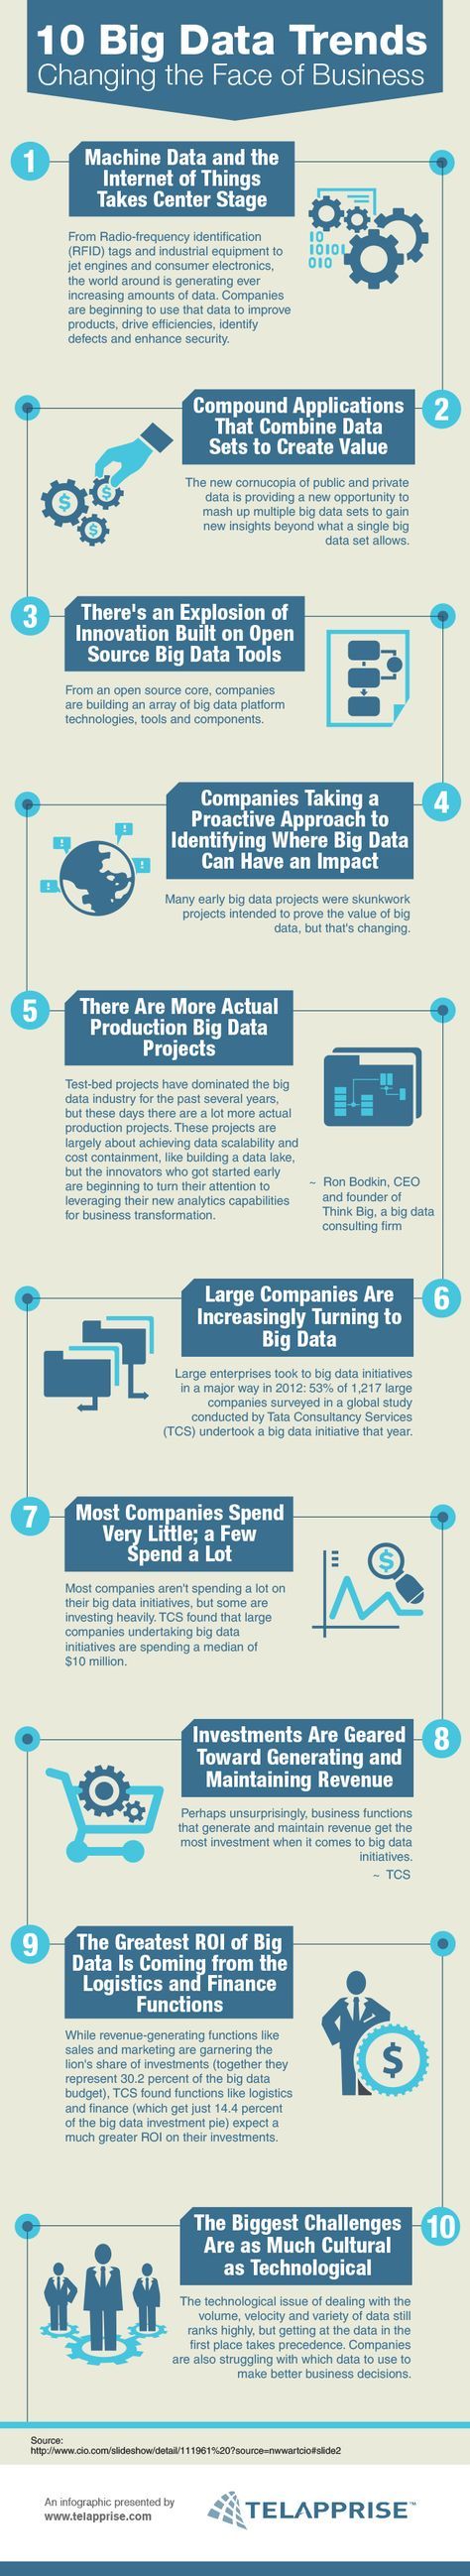 10 Big Data Trends
Changing the Face of Business
1
Machine Data and the
Internet of Things
Takes Center Stage
From Radio-frequency identification
(RFID) tags and industrial equipment to
jet engines and consumer electronics,
the world around is generating ever
increasing amounts of data. Companies
are beginning to use that data to improve
products, drive efficiencies, identify
defects and enhance security.
10
10101
010
2
Compound Applications
That Combine Data
Sets to Create Value
The new cornucopia of public and private
data is providing a new opportunity to
mash up multiple big data sets to gain
new insights beyond what a single big
data set allows.
$
$
$
3
There's an Explosion of
Innovation Built on Open
Source Big Data Tools
From an open source core, companies
are building an array of big data platform
technologies, tools and components.
4
Companies Taking a
Proactive Approach to
Identifying Where Big Data
Can Have an Impact
!
!
!
!
Many early big data projects were skunkwork
projects intended to prove the value of big
data, but that's changing.
5
There Are More Actual
Production Big Data
Projects
Test-bed projects have dominated the big
data industry for the past several years,
but these days there are a lot more actual
production projects. These projects are
largely about achieving data scalability and
cost containment, like building a data lake,
but the innovators who got started early
are beginning to turn their attention to
leveraging their new analytics capabilities
for business transformation.
~ Ron Bodkin, CEO
and founder of
Think Big, a big data
consulting firm
6
Large Companies Are
Increasingly Turning to
Big Data
Large enterprises took to big data initiatives
in a major way in 2012: 53% of 1,217 large
companies surveyed in a global study
conducted by Tata Consultancy Services
(TCS) undertook a big data initiative that year.
7
Most Companies Spend
Very Little; a Few
Spend a Lot
Most companies aren't spending a lot on
their big data initiatives, but some are
investing heavily. TCS found that large
companies undertaking big data
initiatives are spending a median of
$10 million.
$
8
Investments Are Geared
Toward Generating and
Maintaining Revenue
Perhaps unsurprisingly, business functions
that generate and maintain revenue get the
most investment when it comes to big data
initiatives.
~ TCS
9
The Greatest ROI of Big
Data Is Coming from the
Logistics and Finance
Functions
While revenue-generating functions like
sales and marketing are garnering the
lion's share of investments (together they
represent 30.2 percent of the big data
budget), TCS found functions like logistics
and finance (which get just 14.4 percent
of the big data investment pie) expect a
much greater ROI on their investments.
$
10
The Biggest Challenges
Are as Much Cultural
as Technological
The technological issue of dealing with the
volume, velocity and variety of data still
ranks highly, but getting at the data in the
first place takes precedence. Companies
are also struggling with which data to use to
make better business decisions.
Source:
http://www.cio.com/slideshow/detail/111961%20?source=nwwartcio#slide2
An infographic presented by
www.telapprise.com
TELAPPRISE™